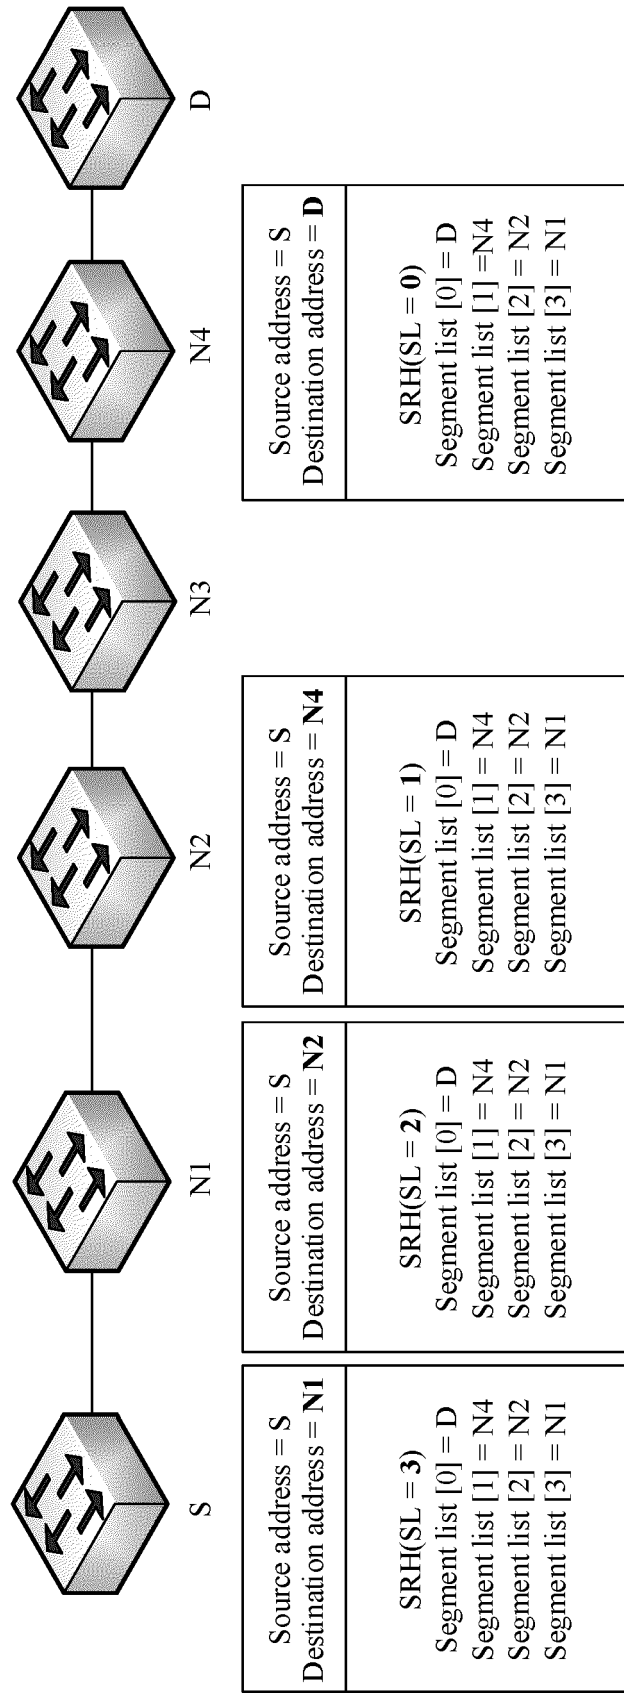 S
N1
N2
N3
N4
D
Source address = S
Destination address = N1
SRH(SL = 3)
Segment list [0] = D
Segment list [1] = N4
Segment list [2] = N2
Segment list [3] = N1
Source address = S
Destination address = N2
SRH(SL = 2)
Segment list [0] = D
Segment list [1] = N4
Segment list [2] = N2
Segment list [3] = N1
Source address = S
Destination address = N4
SRH(SL = 1)
Segment list [0] = D
Segment list [1] = N4
Segment list [2] = N2
Segment list [3] = N1
Source address = S
Destination address = D
SRH(SL = 0)
Segment list [0] = D
Segment list [1] =N4
Segment list [2] = N2
Segment list [3] = N1